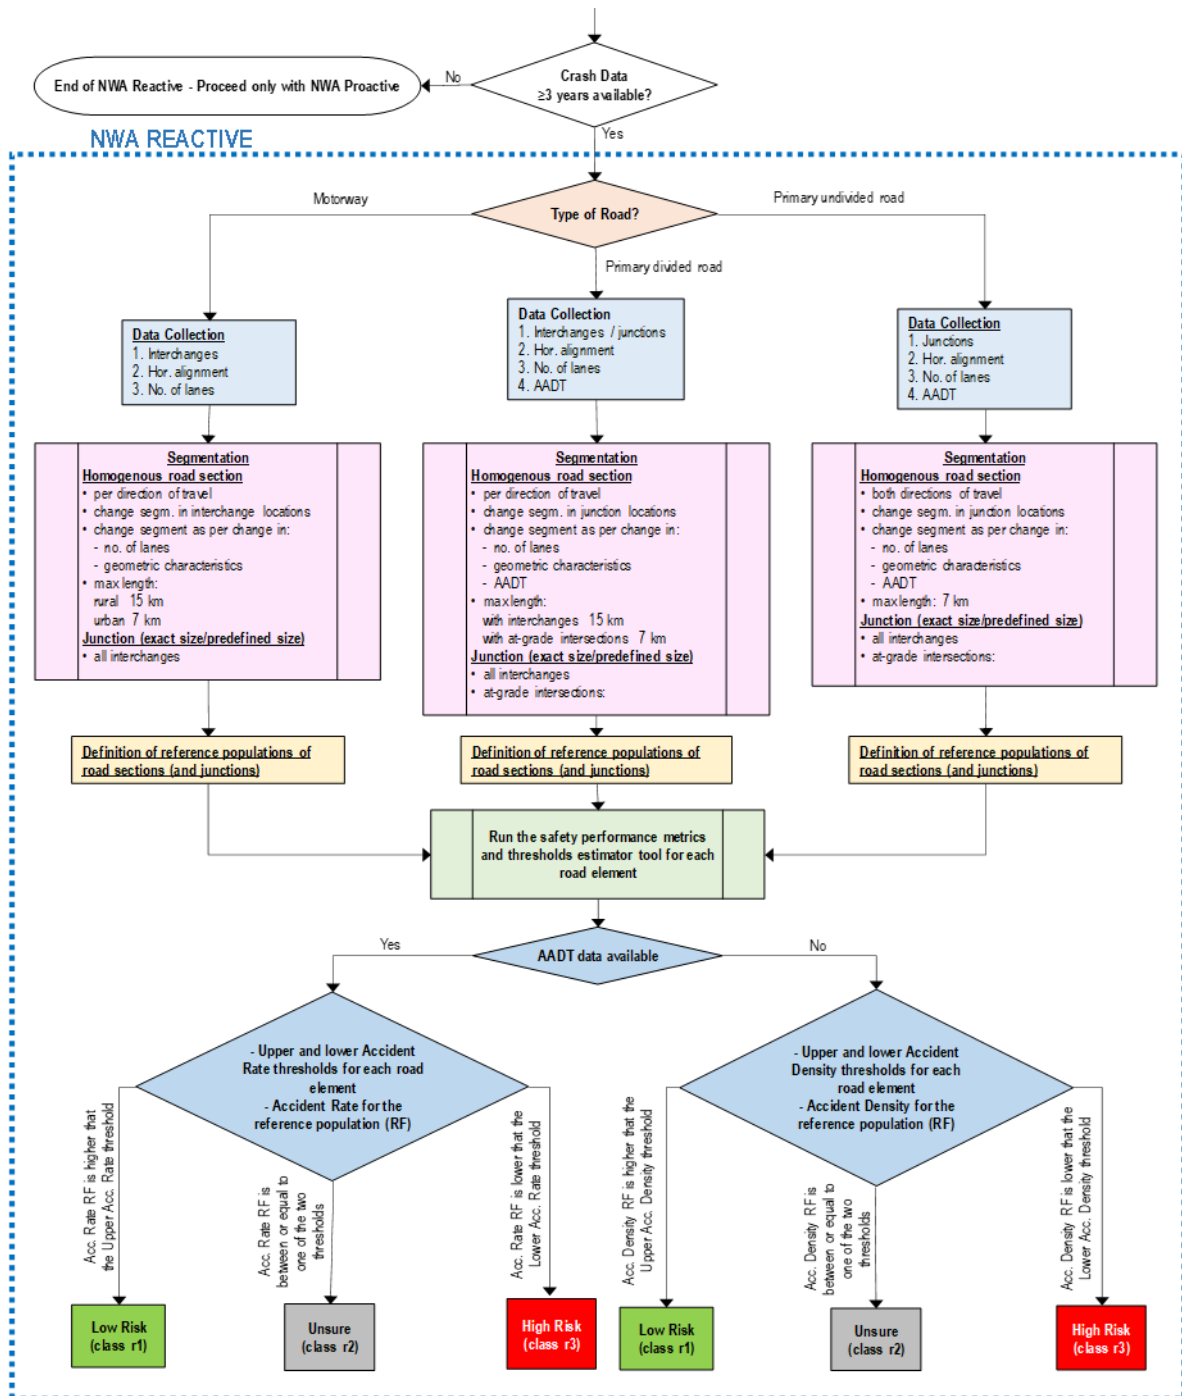 Crash Data
≥3 years available?
No
End of NWA Reactive - Proceed only with NWA Proactive
Yes
NWA REACTIVE
Type of Road?
Motorway
Primary undivided road
Primary divided road
Data Collection
1. Interchanges
2. Hor. alignment
3. No. of lanes
Data Collection
1. Interchanges / junctions
2. Hor. alignment
3. No. of lanes
4. AADT
Data Collection
1. Junctions
2. Hor. alignment
3. No. of lanes
4. AADT
Segmentation
Homogenous road section
• per direction of travel
• change segm. in interchange locations
• change segment as per change in:
- no. of lanes
- geometric characteristics
• max length:
rural 15 km
urban 7 km
Junction (exact size/predefined size)
• all interchanges
Segmentation
Homogenous road section
• per direction of travel
• change segm. in junction locations
• change segment as per change in:
- no. of lanes
- geometric characteristics
- AADT
• max length:
with interchanges 15 km
with at-grade intersections 7 km
Junction (exact size/predefined size)
• all interchanges
• at-grade intersections:
Segmentation
Homogenous road section
• both directions of travel
• change segm. in junction locations
• change segment as per change in:
- no. of lanes
- geometric characteristics
- AADT
• max length: 7 km
Junction (exact size/predefined size)
• all interchanges
• at-grade intersections:
Definition of reference populations of
road sections (and junctions)
Definition of reference populations of
road sections (and junctions)
Definition of reference populations of
road sections (and junctions)
Run the safety performance metrics
and thresholds estimator tool for each
road element
AADT data available
Yes
No
- Upper and lower Accident
Rate thresholds for each road
element
- Accident Rate for the
reference population (RF)
- Upper and lower Accident
Density thresholds for each
road element
- Accident Density for the
reference population (RF)
Acc. Rate RF is higher that
the Upper Acc. Rate threshold
Acc. Rate RF is
between or equal to
one of the two
thresholds
Acc. Rate RF is lower that the
Lower Acc. Rate threshold
Acc. Density RF is higher that the
Upper Acc. Density threshold
Acc. Density RF is
between or equal to
one of the two
thresholds
Acc. Density RF is lower that the
Lower Acc. Density threshold
Low Risk
(class r1)
Unsure
(class r2)
High Risk
(class r3)
Low Risk
(class r1)
Unsure
(class r2)
High Risk
(class r3)